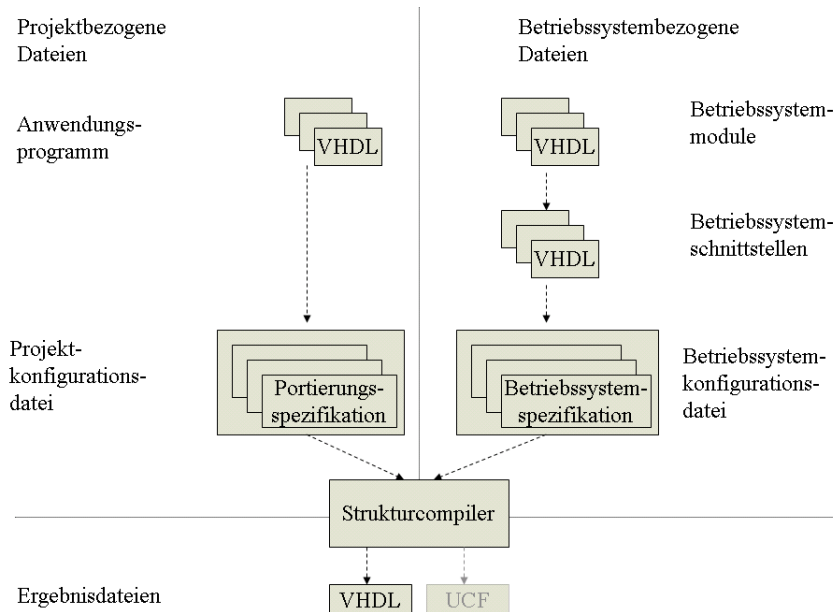 Projektbezogene
Dateien
Betriebssystembezogene
Dateien
Anwendungs-
programm
VHDL
VHDL
Betriebssystem-
module
VHDL
Betriebssystem-
schnittstellen
Projekt-
konfigurations-
datei
Portierungs-
spezifikation
Betriebssystem-
spezifikation
Betriebssystem-
konfigurations-
datei
Strukturcompiler
Ergebnisdateien
VHDL
UCF